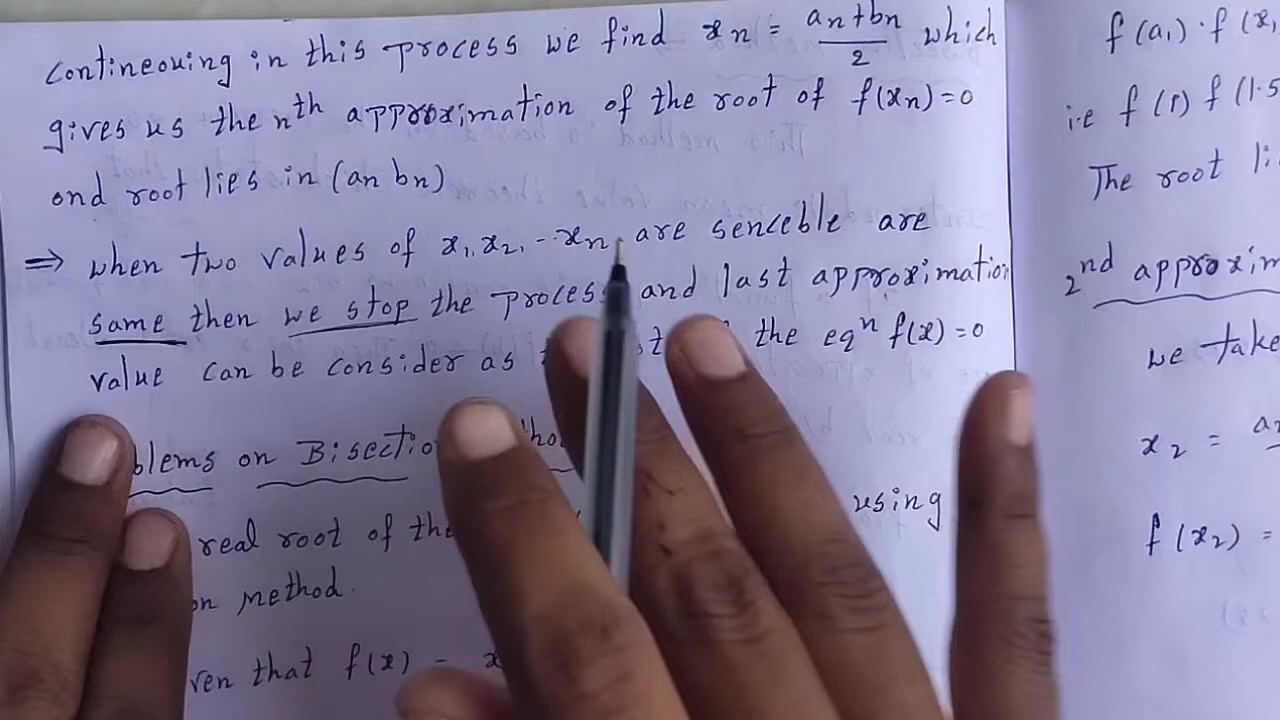 contineouing in this process we find xn = an+bn/2 which
gives us the nth approximation of the root of f(xn)=0
and root lies in (an bn)
⇒ when two values of x1, x2, -- xn, are senceble are
same then we stop the process and last approximation
value can be consider as the eqn f(x)=0
blems on Bisection
real root of the using
on method.
ven that f(x) = x
f(a1) · f(x1
i.e f(1) f(1.5
The root
2nd approxim
we take
x2 =
f(x2) =